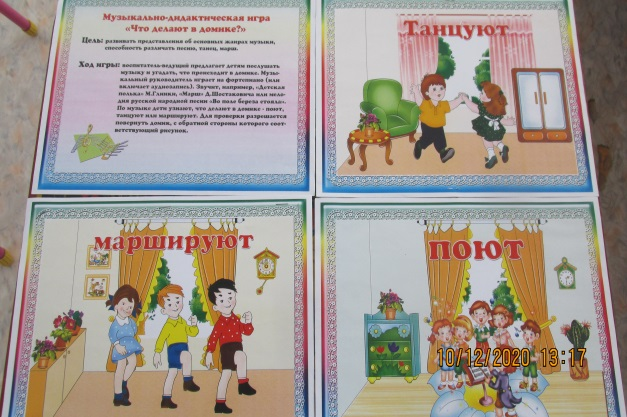 Музыкально-дидактическая игра
«Что делают в домике?»
Цель: развивать представления об основных жанрах музыки,
способность различать песню, танец, марш.
Ход игры: воспитатель-ведущий предлагает детям послушать
музыку и угадать, что происходит в домике. Музы-
кальный руководитель играет на фортепиано (или
включает аудиозапись). Звучит, например, «Детская
полька» М.Глинки, «Марш» Д.Шостаковича или мело-
дия русской народной песни «Во поле береза стояла».
По музыке дети узнают, что делают в домике - поют,
танцуют или маршируют. Для проверки разрешается
повернуть домик, с обратной стороны которого соот-
ветствующий рисунок.
Танцуют
маршируют
поют
10/12/2020 13:17